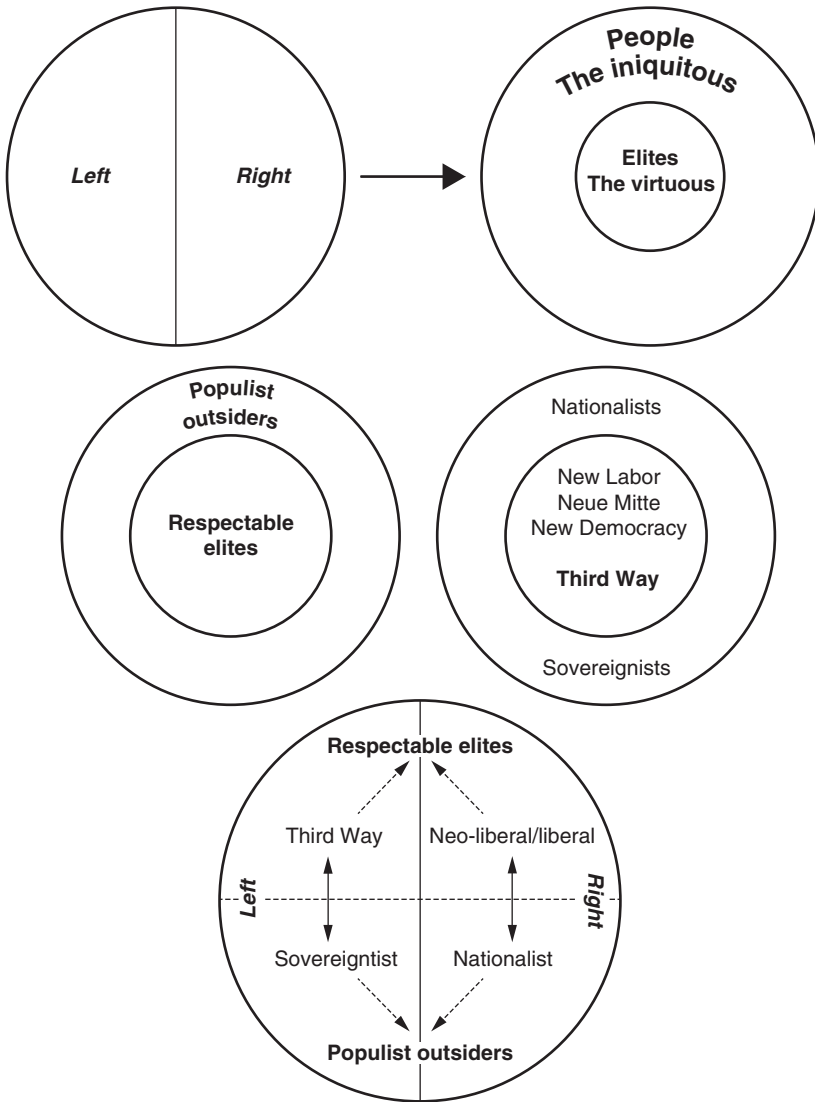 Left
Right
People
The iniquitous
Elites
The virtuous
Populist
outsiders
Respectable
elites
Nationalists
New Labor
Neue Mitte
New Democracy
Third Way
Sovereignists
Respectable elites
Third Way
Neo-liberal/liberal
Left
Right
Sovereigntist
Nationalist
Populist outsiders